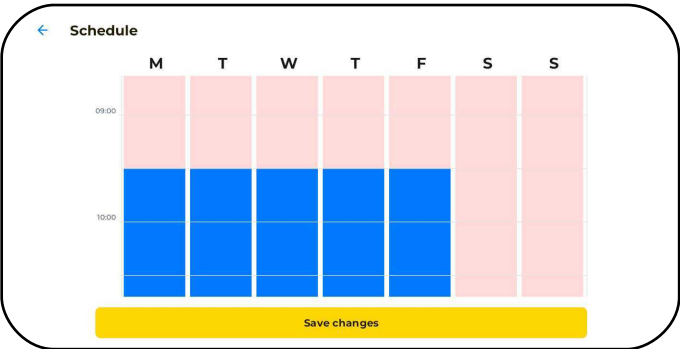 Schedule
M T W T F S S
09:00
10:00
Save changes